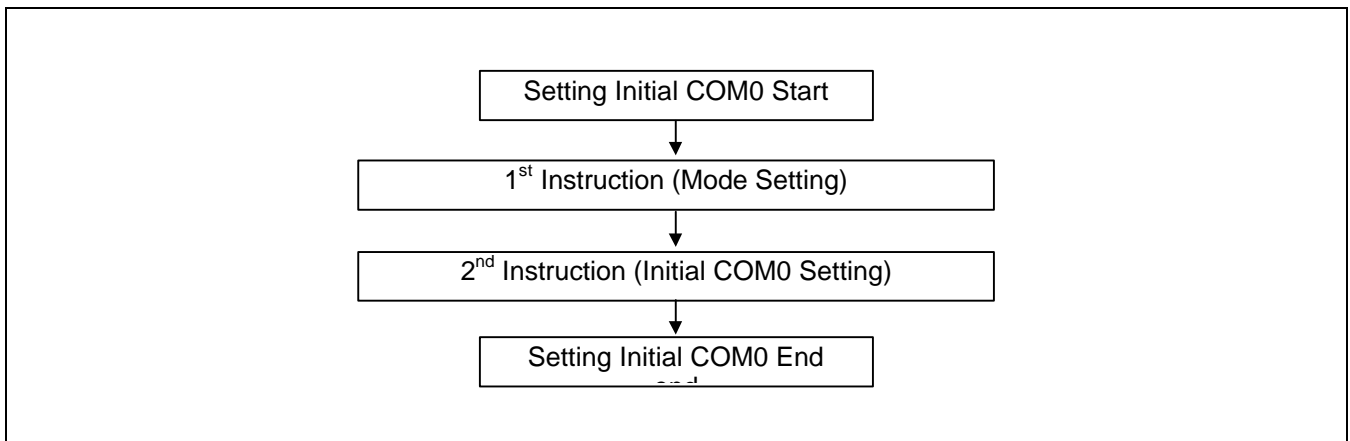 Setting Initial COM0 Start
1st Instruction (Mode Setting)
2nd Instruction (Initial COM0 Setting)
Setting Initial COM0 End